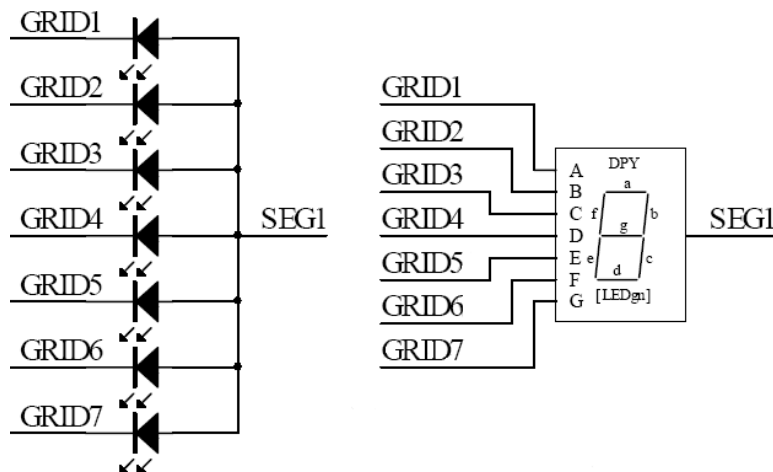 GRID1
GRID2
GRID3
GRID4
GRID5
GRID6
GRID7
SEG1
GRID1
GRID2
GRID3
GRID4
GRID5
GRID6
GRID7
A
B
C
D
E
F
G
DPY
a
f b
g
e c
d
[LEDgn]
SEG1